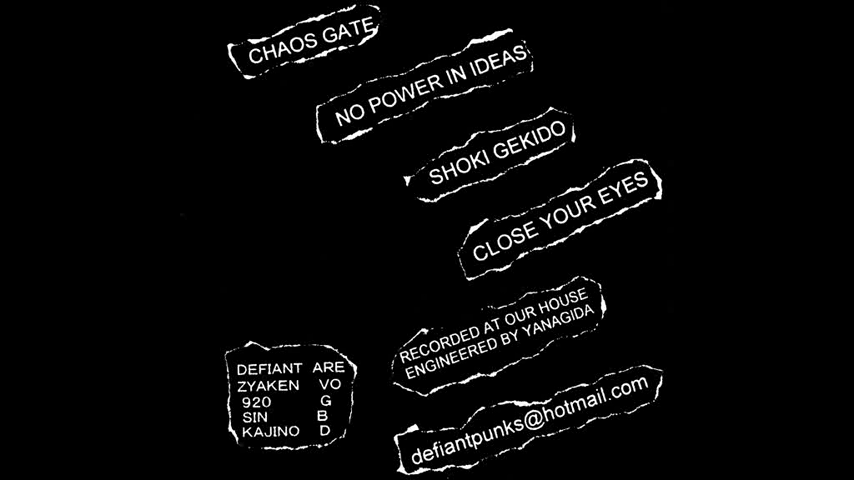 CHAOS GATE
NO POWER IN IDEAS
SHOKI GEKIDO
CLOSE YOUR EYES
RECORDED AT OUR HOUSE
ENGINEERED BY YANAGIDA
DEFIANT ARE
ZYAKEN VO
920 G
SIN B
KAJINO D
defiantpunks@hotmail.com